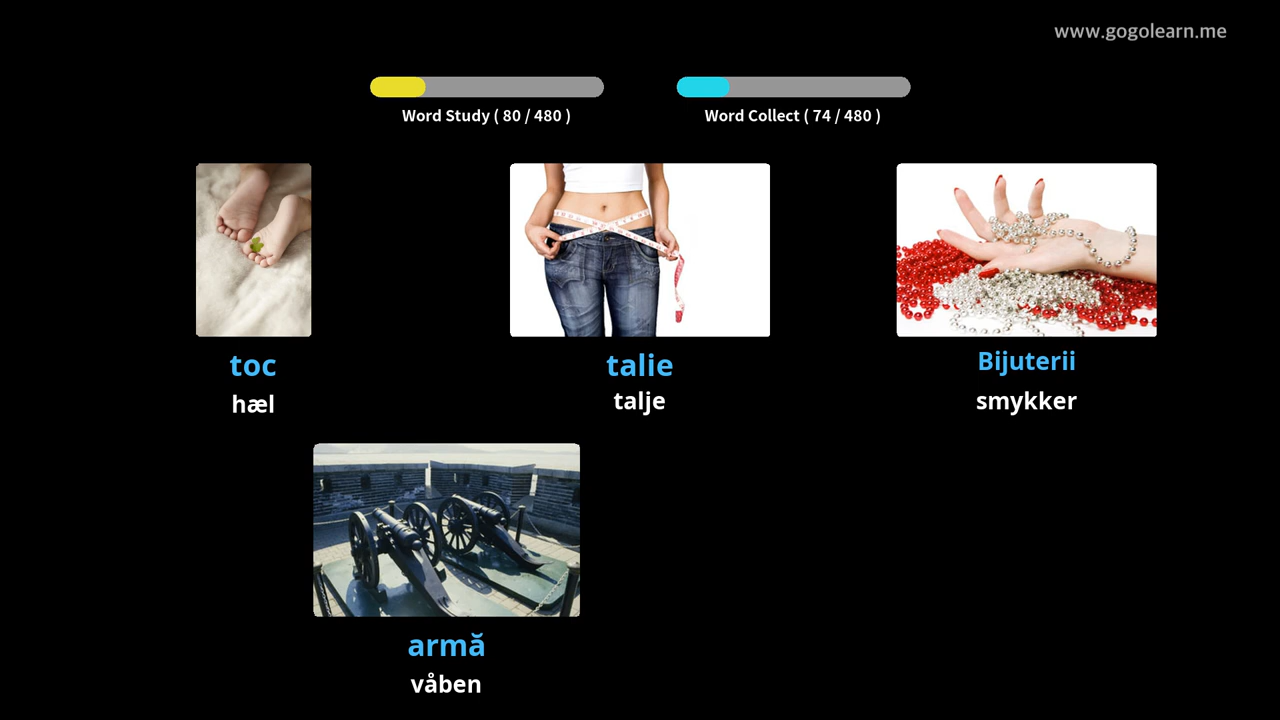 www.gogolearn.me
Word Study ( 80 / 480 )
Word Collect ( 74 / 480 )
toc
hæl
talie
talje
Bijuterii
smykker
armă
våben